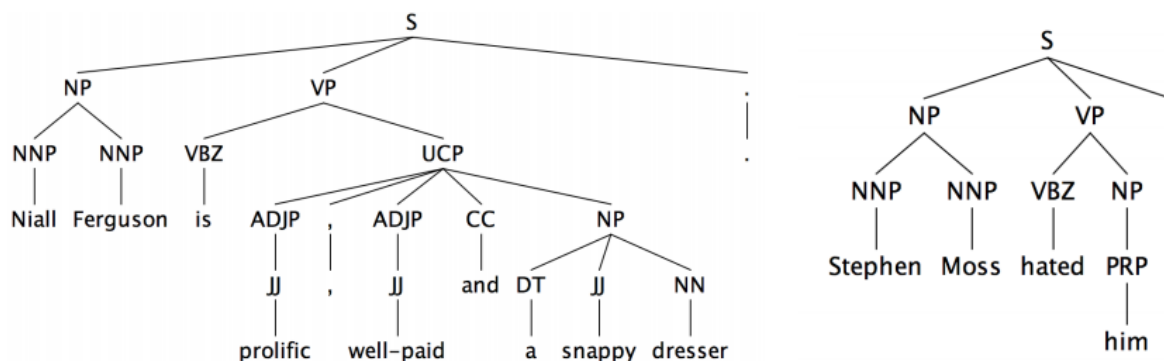 S
NP VP .
NNP NNP VBZ UCP .
Niall Ferguson is ADJP , ADJP CC NP
JJ , JJ and DT JJ NN
prolific well-paid a snappy dresser
S
NP VP
NNP NNP VBZ NP
Stephen Moss hated PRP
him